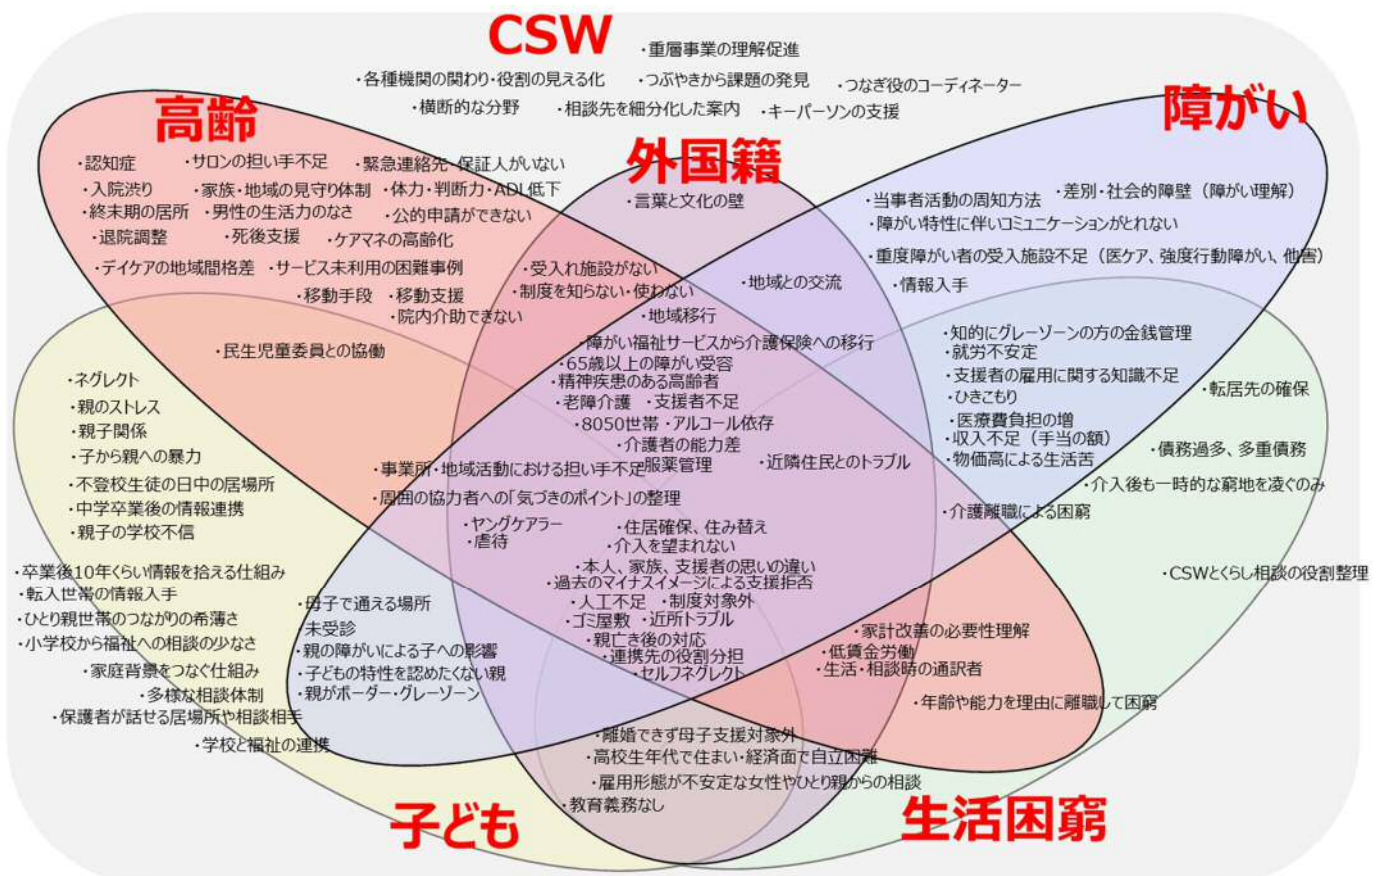 CSW
・重層事業の理解促進
・各種機関の関わり・役割の見える化
・つぶやきから課題の発見
・つなぎ役のコーディネーター
・横断的な分野
・相談先を細分化した案内
・キーパーソンの支援
高齢
・認知症
・サロンの担い手不足
・緊急連絡先・保証人がいない
・入院渋り
・家族・地域の見守り体制
・体力・判断力・ADL低下
・終末期の居所
・男性の生活力のなさ
・公的申請ができない
・退院調整
・死後支援
・ケアマネの高齢化
・デイケアの地域間格差
・サービス未利用の困難事例
・移動手段
・移動支援
・院内介助できない
・民生児童委員との協働
外国籍
・言葉と文化の壁
・受入れ施設がない
・制度を知らない・使わない
・地域との交流
・地域移行
障がい
・当事者活動の周知方法
・差別・社会的障壁（障がい理解）
・障がい特性に伴いコミュニケーションがとれない
・重度障がい者の受入施設不足（医ケア、強度行動障がい、他害）
・情報入手
・障がい福祉サービスから介護保険への移行
・65歳以上の障がい受容
・精神疾患のある高齢者
・老障介護
・支援者不足
・8050世帯
・アルコール依存
・介護者の能力差
・事業所・地域活動における担い手不足
・服薬管理
・近隣住民とのトラブル
・周囲の協力者への「気づきのポイント」の整理
・ヤングケアラー
・虐待
・住居確保、住み替え
・介入を望まれない
・本人、家族、支援者の思いの違い
・過去のマイナスイメージによる支援拒否
・人工不足
・制度対象外
・ゴミ屋敷
・近所トラブル
・親亡き後の対応
・連携先の役割分担
・セルフネグレクト
・知的にグレーゾーンの方の金銭管理
・就労不安定
・支援者の雇用に関する知識不足
・ひきこもり
・医療費負担の増
・収入不足（手当の額）
・物価高による生活苦
・転居先の確保
・債務過多、多重債務
・介入後も一時的な窮地を凌ぐのみ
・介護離職による困窮
・CSWとくらし相談の役割整理
・家計改善の必要性理解
・低賃金労働
・生活・相談時の通訳者
・年齢や能力を理由に離職して困窮
・ネグレクト
・親のストレス
・親子関係
・子から親への暴力
・不登校生徒の日中の居場所
・中学卒業後の情報連携
・親子の学校不信
・卒業後10年くらい情報を拾える仕組み
・転入世帯の情報入手
・ひとり親世帯のつながりの希薄さ
・小学校から福祉への相談の少なさ
・家庭背景をつなぐ仕組み
・多様な相談体制
・保護者が話せる居場所や相談相手
・学校と福祉の連携
・母子で通える場所
未受診
・親の障がいによる子への影響
・子どもの特性を認めたくない親
・親がボーダー・グレーゾーン
・離婚できず母子支援対象外
・高校生年代で住まい・経済面で自立困難
・雇用形態が不安定な女性やひとり親からの相談
・教育義務なし
子ども
生活困窮